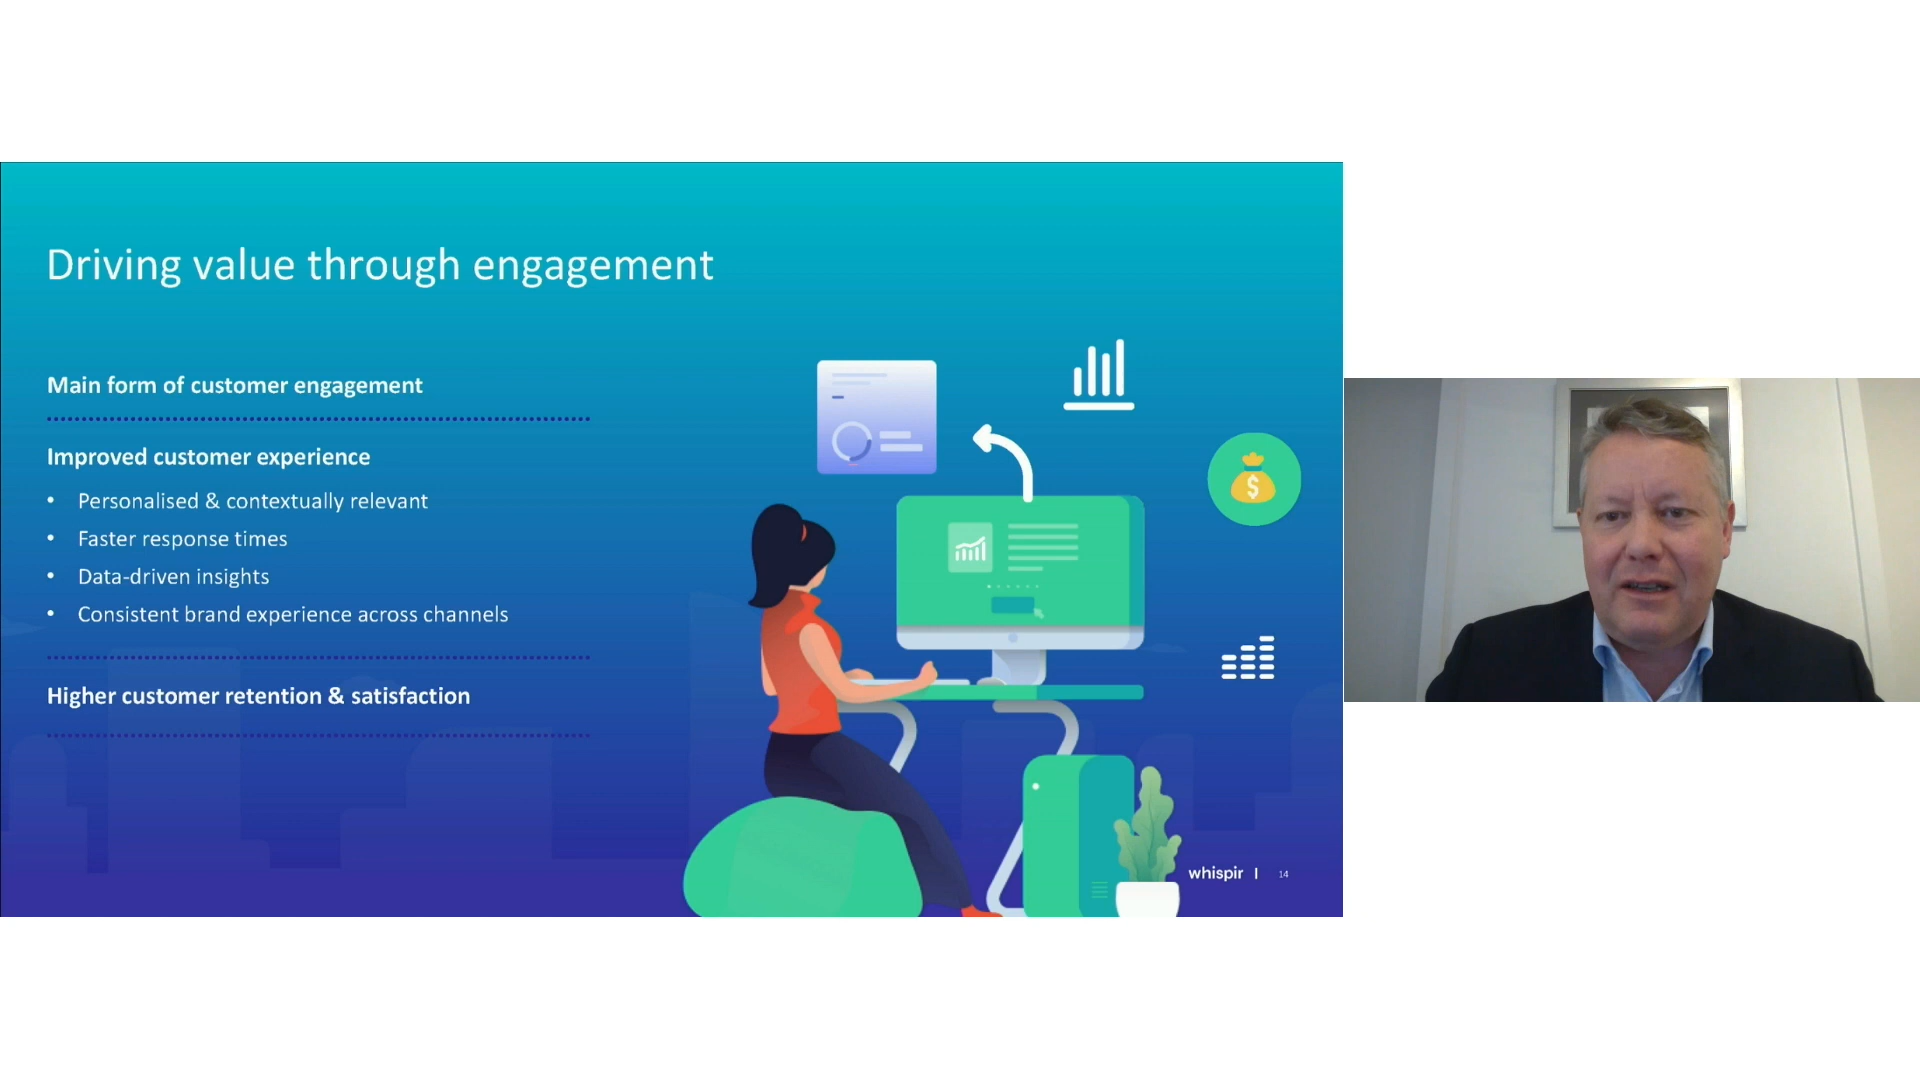 Driving value through engagement
Main form of customer engagement
Improved customer experience
• Personalised & contextually relevant
• Faster response times
• Data-driven insights
• Consistent brand experience across channels
Higher customer retention & satisfaction
$
whispir | 14